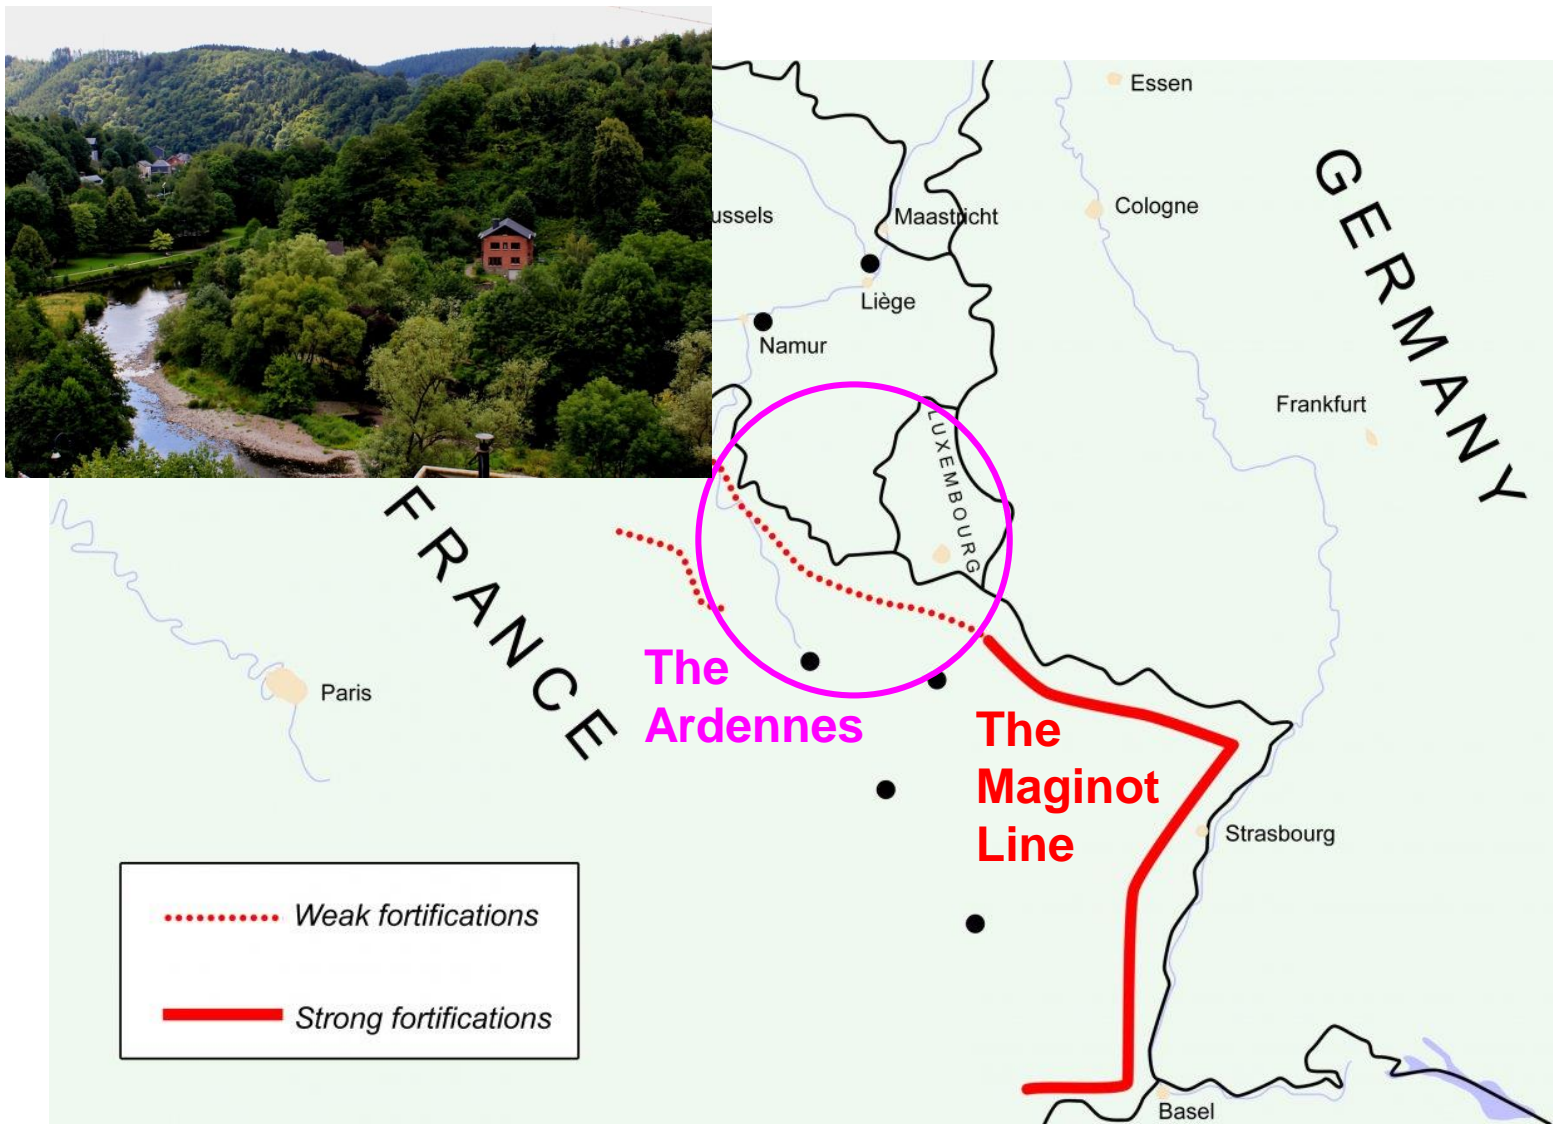 Essen
GERMANY
Cologne
ussels
Maastricht
Liège
Namur
Frankfurt
LUXEMBOURG
FRANCE
The
Ardennes
Paris
The
Maginot
Line
Strasbourg
Weak fortifications
Strong fortifications
Basel